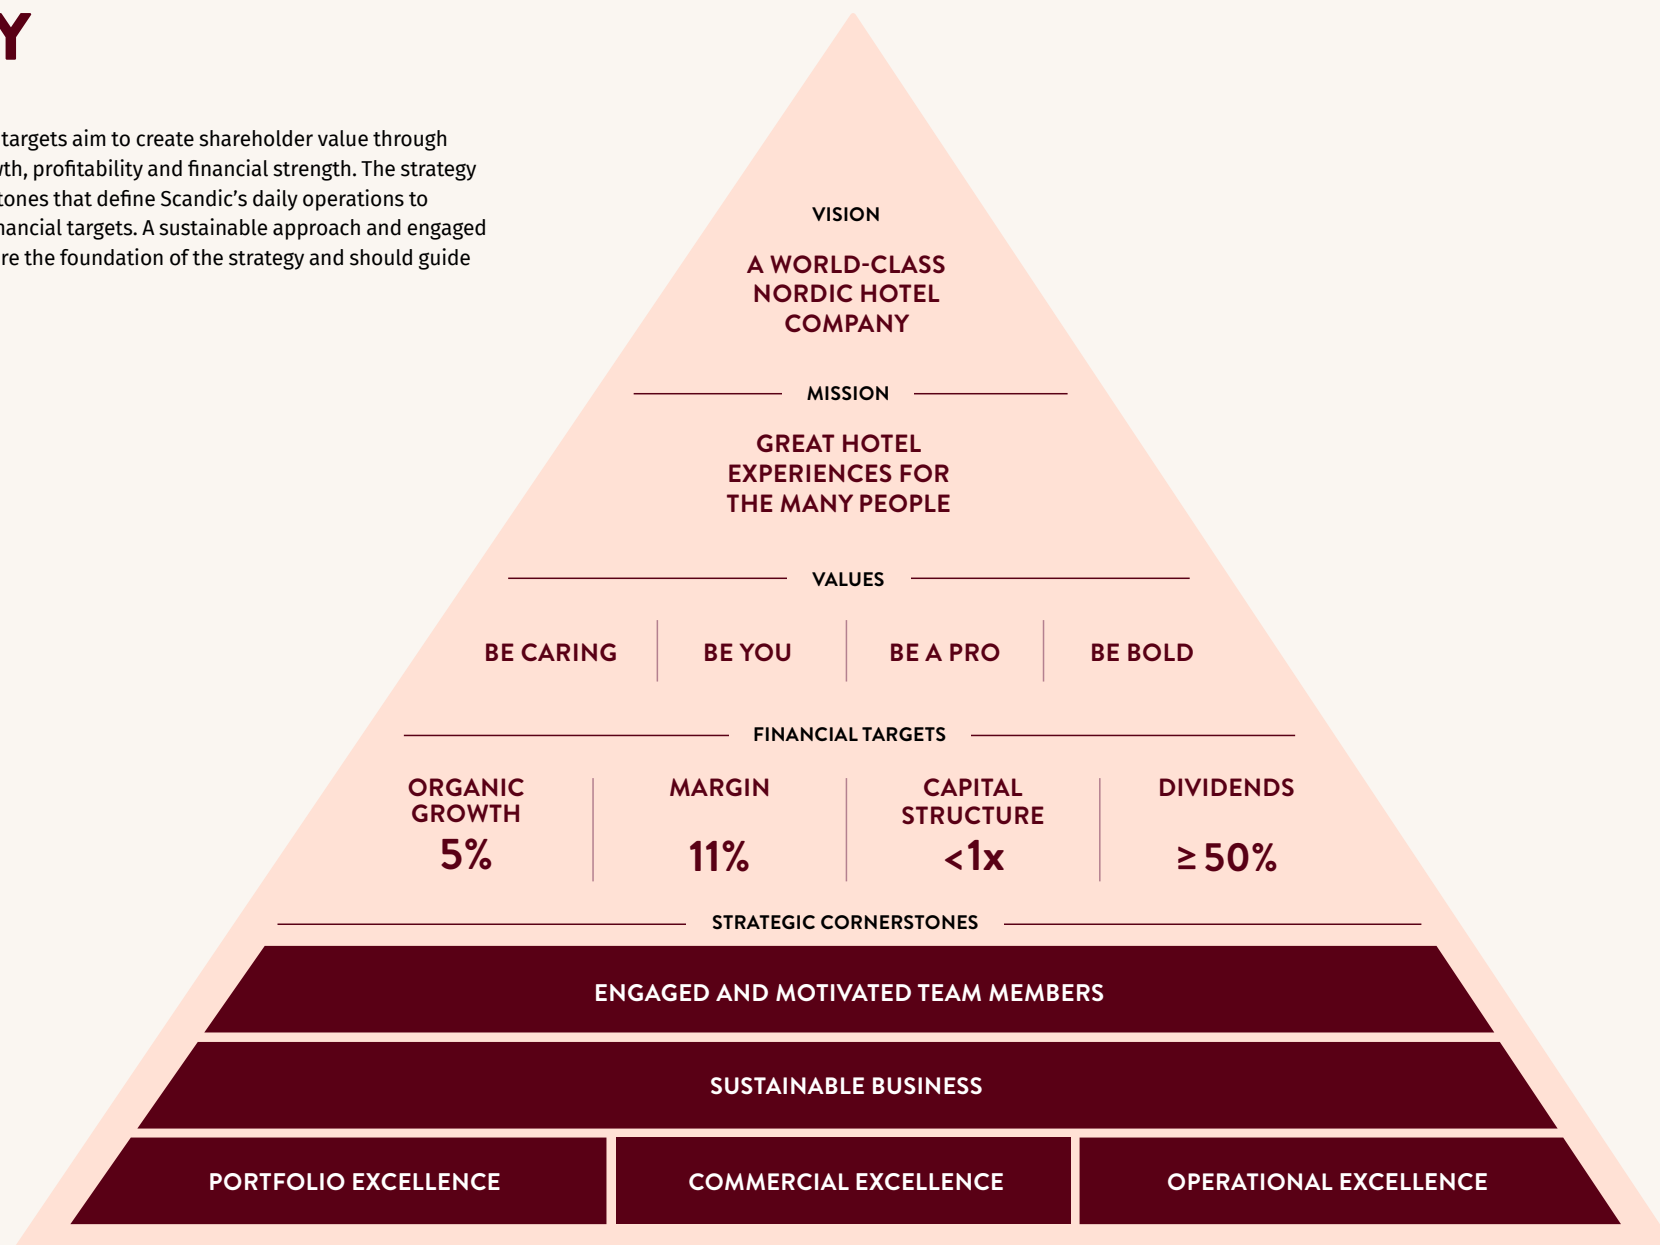 Y
targets aim to create shareholder value through
th, profitability and financial strength. The strategy
tones that define Scandic's daily operations to
nancial targets. A sustainable approach and engaged
re the foundation of the strategy and should guide
VISION
A WORLD-CLASS
NORDIC HOTEL
COMPANY
MISSION
GREAT HOTEL
EXPERIENCES FOR
THE MANY PEOPLE
VALUES
BE CARING BE YOU BE A PRO BE BOLD
FINANCIAL TARGETS
ORGANIC MARGIN CAPITAL DIVIDENDS
GROWTH STRUCTURE
5% 11% <1x ≥ 50%
STRATEGIC CORNERSTONES
ENGAGED AND MOTIVATED TEAM MEMBERS
SUSTAINABLE BUSINESS
PORTFOLIO EXCELLENCE COMMERCIAL EXCELLENCE OPERATIONAL EXCELLENCE